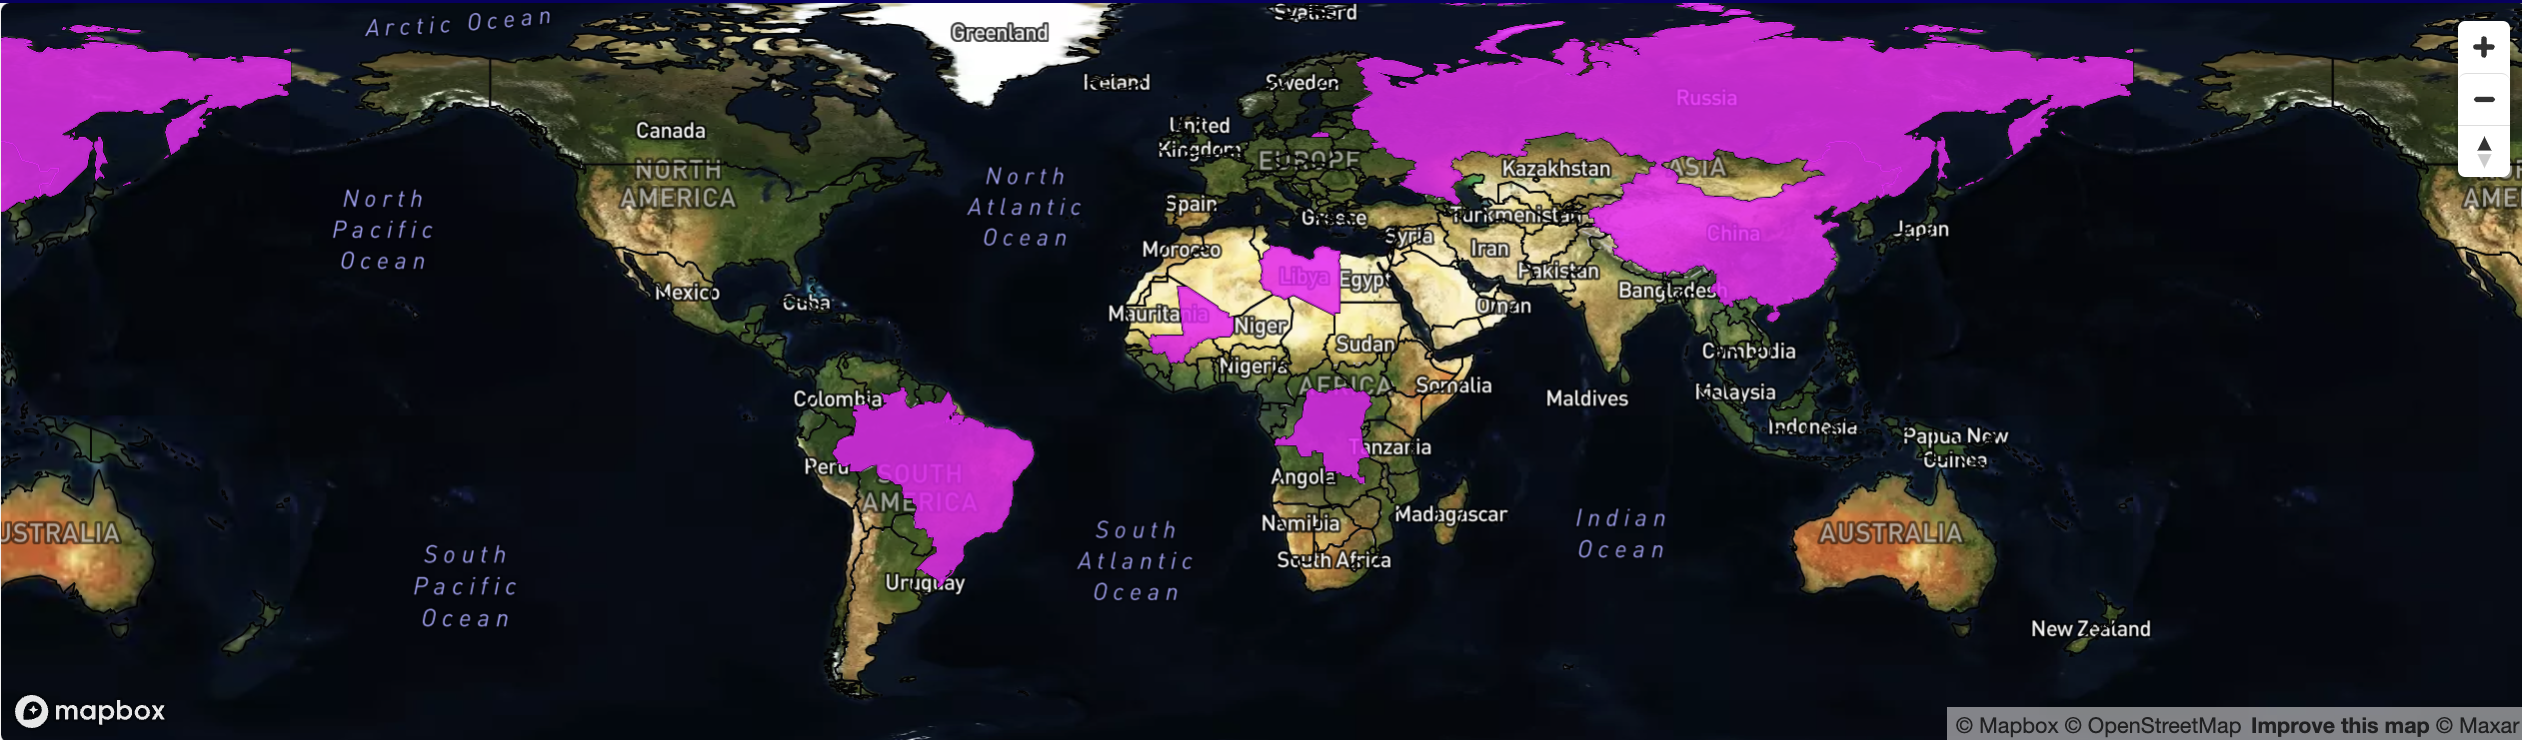 Arctic Ocean
Greenland
Svalbard
Iceland
Sweden
Russia
Canada
United
Kingdom
EUROPE
NORTH
AMERICA
North
Pacific
Ocean
North
Atlantic
Ocean
Kazakhstan
ASIA
AME
Spain
Greece
Turkmenistan
Syria
Iran
China
Japan
Morocco
Libya
Egypt
Pakistan
Bangladesh
Mexico
Cuba
Mauritania
Niger
Oman
Sudan
Nigeria
Cambodia
AFRICA
Somalia
Colombia
Maldives
Malaysia
Indonesia
Papua New
Guinea
Tanzania
Peru
SOUTH
AMERICA
Angola
Namibia
Madagascar
South Africa
Indian
Ocean
USTRALIA
AUSTRALIA
South
Pacific
Ocean
South
Atlantic
Ocean
Uruguay
New Zealand
mapbox
© Mapbox © OpenStreetMap Improve this map © Maxar